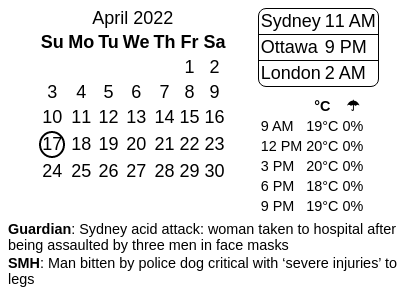 April 2022
Su Mo Tu We Th Fr Sa
1 2
3 4 5 6 7 8 9
10 11 12 13 14 15 16
17 18 19 20 21 22 23
24 25 26 27 28 29 30
Sydney 11 AM
Ottawa 9 PM
London 2 AM
°C ☂
9 AM 19°C 0%
12 PM 20°C 0%
3 PM 20°C 0%
6 PM 18°C 0%
9 PM 19°C 0%
Guardian: Sydney acid attack: woman taken to hospital after
being assaulted by three men in face masks
SMH: Man bitten by police dog critical with ‘severe injuries’ to
legs